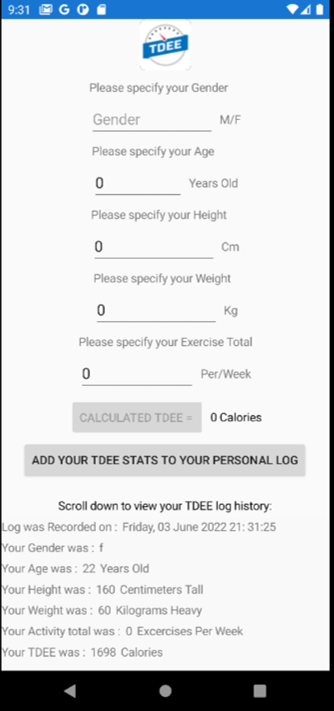 9:31
TDEE
Please specify your Gender
Gender M/F
Please specify your Age
0 Years Old
Please specify your Height
0 Cm
Please specify your Weight
0 Kg
Please specify your Exercise Total
0 Per/Week
CALCULATED TDEE = 0 Calories
ADD YOUR TDEE STATS TO YOUR PERSONAL LOG
Scroll down to view your TDEE log history:
Log was Recorded on : Friday, 03 June 2022 21: 31:25
Your Gender was : f
Your Age was : 22 Years Old
Your Height was : 160 Centimeters Tall
Your Weight was : 60 Kilograms Heavy
Your Activity total was : 0 Excercises Per Week
Your TDEE was : 1698 Calories